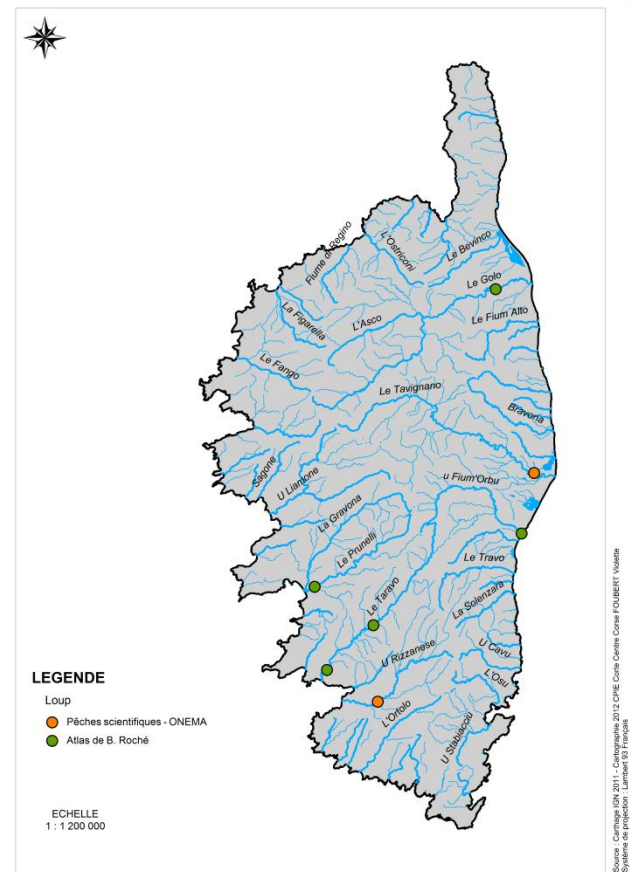 Fiume di Regino
L'Ostriconi
Le Bevinco
Le Golo
La Figarella
L'Asco
Le Fium Alto
Le Fango
Le Tavignano
Bravona
Sagone
U Liamone
u Fium'Orbu
La Gravona
Le Prunelli
Le Travo
Le Taravo
La Solenzara
U Rizzanese
U Cavu
L'Osu
L'Ortolo
U Stabiacciu
LEGENDE
Loup
Pêches scientifiques - ONEMA
Atlas de B. Roché
ECHELLE
1 : 1 200 000
Source : Carthage IGN 2011 - Cartographie 2012 CPIE Corte Centre Corse FOUBERT Violette
Système de projection : Lambert 93 Français